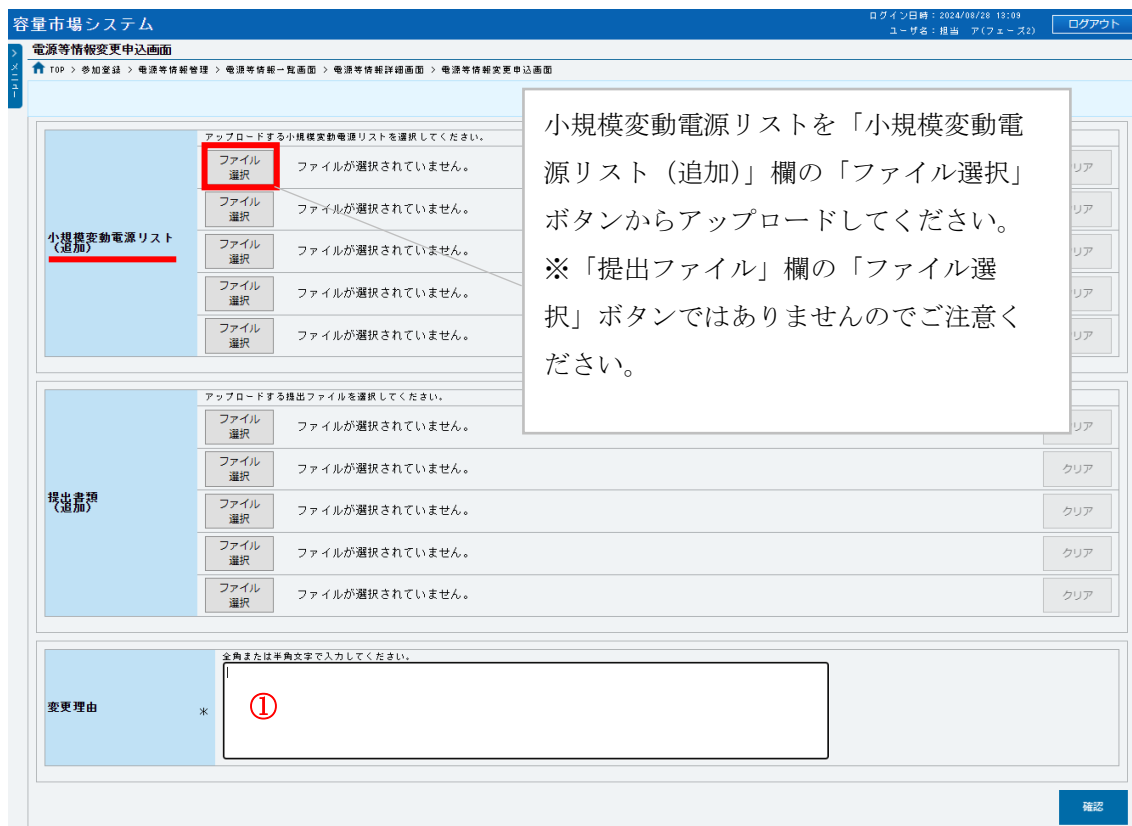 容量市場システム
ログイン日時：2024/08/28 13:09
ユーザ名：担当 ア(フェーズ2)
ログアウト
＞メニュー
電源等情報変更申込画面
TOP > 参加登録 > 電源等情報管理 > 電源等情報一覧画面 > 電源等情報詳細画面 > 電源等情報変更申込画面
小規模変動電源リスト
（追加）
アップロードする小規模変動電源リストを選択してください。
ファイル
選択
ファイルが選択されていません。
リア
ファイル
選択
ファイルが選択されていません。
リア
ファイル
選択
ファイルが選択されていません。
リア
ファイル
選択
ファイルが選択されていません。
リア
ファイル
選択
ファイルが選択されていません。
リア
小規模変動電源リストを「小規模変動電
源リスト（追加）」欄の「ファイル選択」
ボタンからアップロードしてください。
※「提出ファイル」欄の「ファイル選
択」ボタンではありませんのでご注意く
ださい。
提出書類
（追加）
アップロードする提出ファイルを選択してください。
ファイル
選択
ファイルが選択されていません。
リア
ファイル
選択
ファイルが選択されていません。
クリア
ファイル
選択
ファイルが選択されていません。
クリア
ファイル
選択
ファイルが選択されていません。
クリア
ファイル
選択
ファイルが選択されていません。
クリア
変更理由
＊
全角または半角文字で入力してください。
①
確認